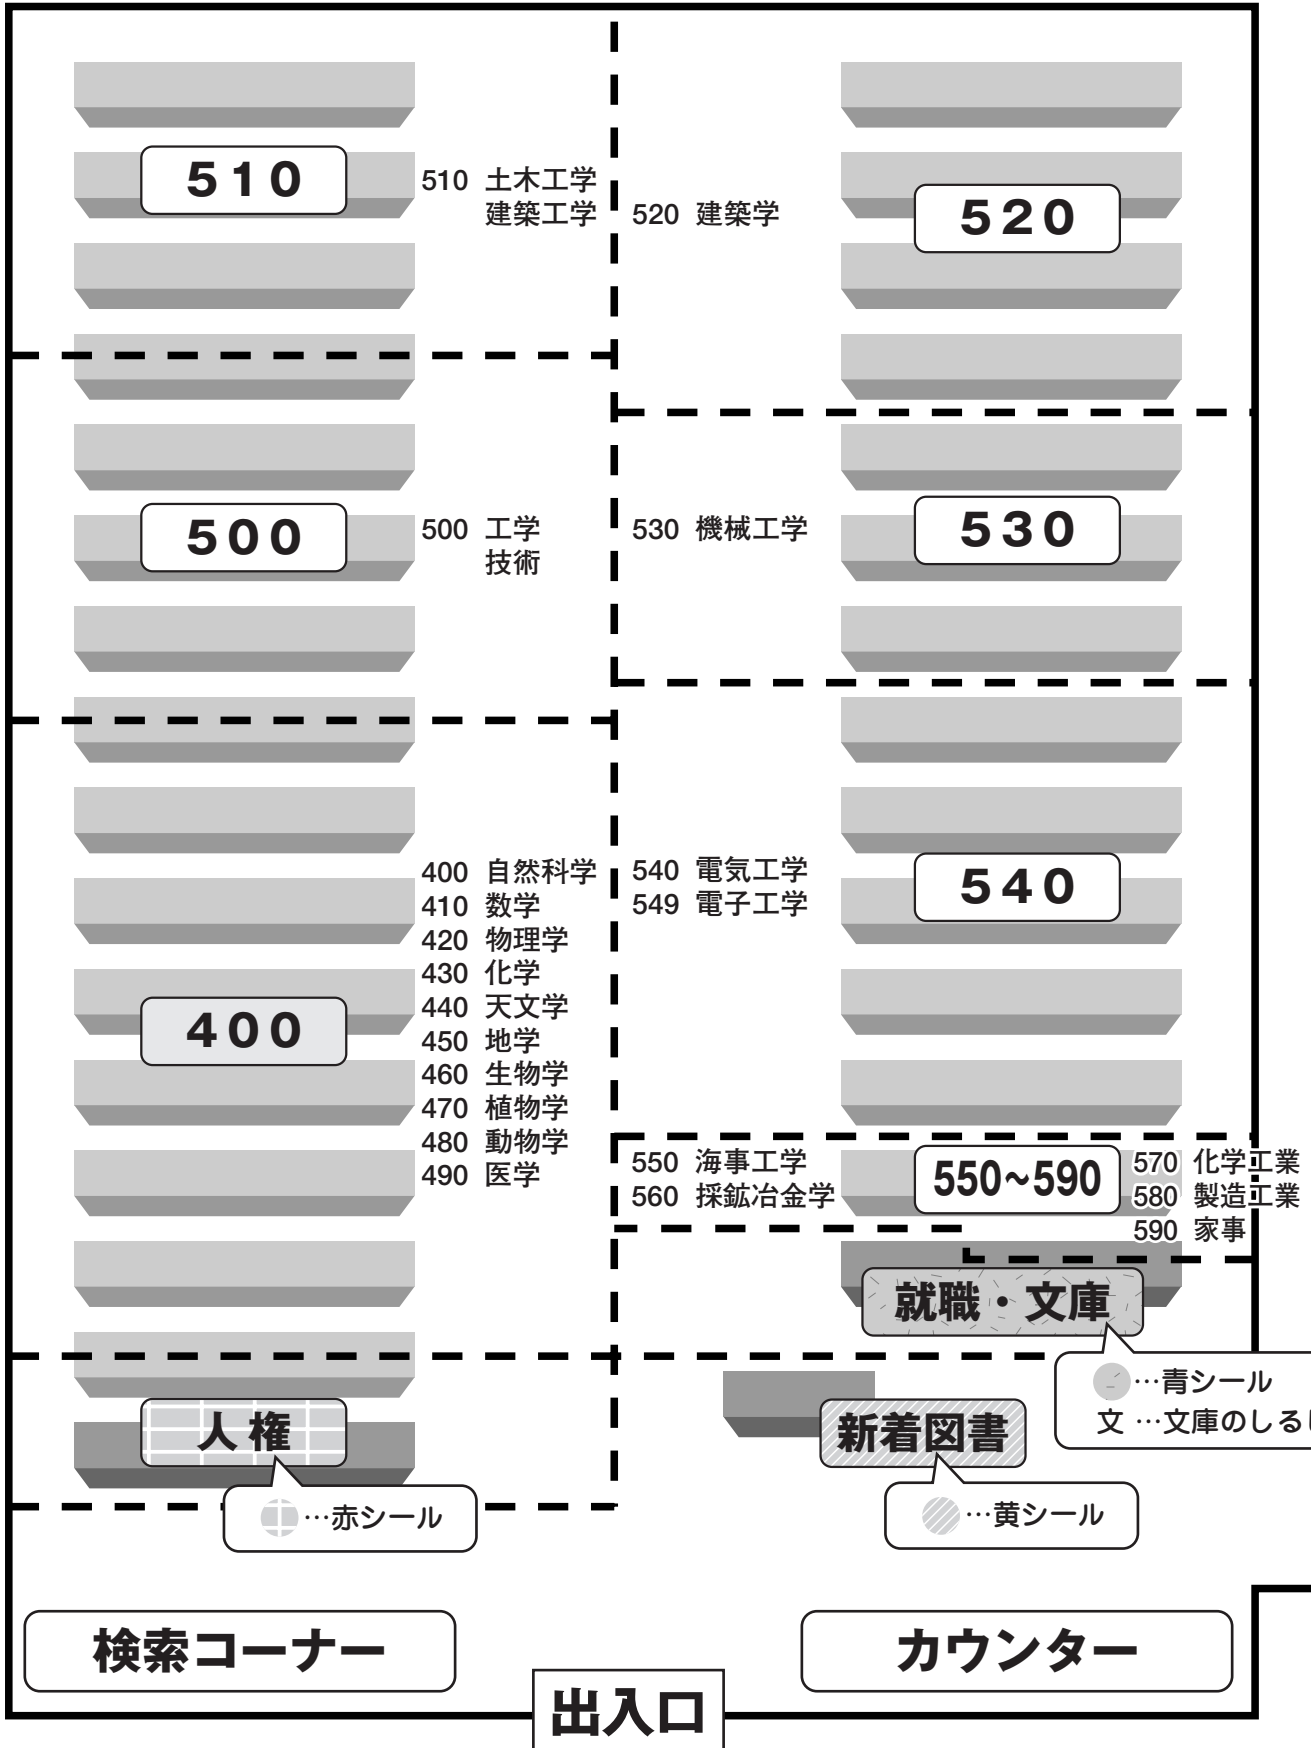 510
510 土木工学
建築工学
520 建築学
520
500
500 工学
技術
530 機械工学
530
400 自然科学
410 数学
420 物理学
430 化学
440 天文学
450 地学
460 生物学
470 植物学
480 動物学
490 医学
400
540 電気工学
549 電子工学
540
550 海事工学
560 採鉱冶金学
550~590
570 化学工業
580 製造工業
590 家事
就職・文庫
…青シール
文 …文庫のしるし
人権
…赤シール
新着図書
…黄シール
検索コーナー
カウンター
出入口